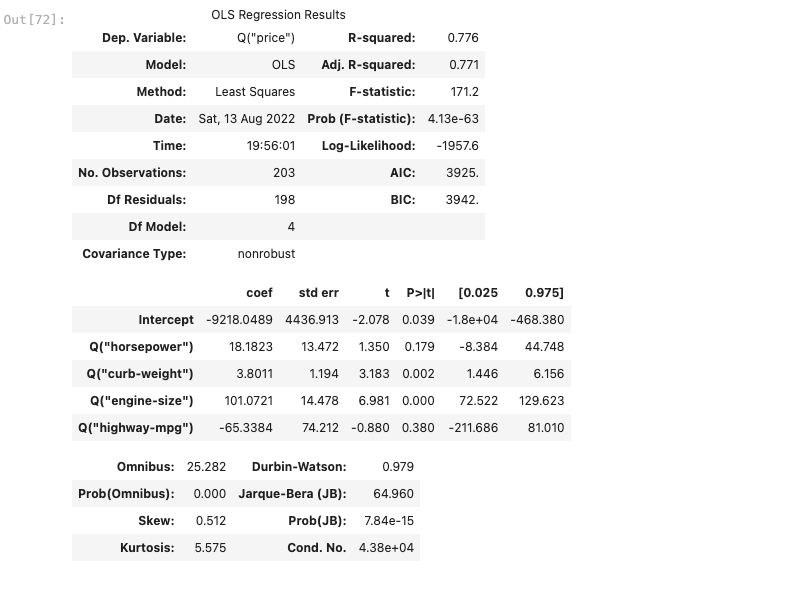 Out[72]:
OLS Regression Results
Dep. Variable: Q("price") R-squared: 0.776
Model: OLS Adj. R-squared: 0.771
Method: Least Squares F-statistic: 171.2
Date: Sat, 13 Aug 2022 Prob (F-statistic): 4.13e-63
Time: 19:56:01 Log-Likelihood: -1957.6
No. Observations: 203 AIC: 3925.
Df Residuals: 198 BIC: 3942.
Df Model: 4
Covariance Type: nonrobust
coef std err t P>|t| [0.025 0.975]
Intercept -9218.0489 4436.913 -2.078 0.039 -1.8e+04 -468.380
Q("horsepower") 18.1823 13.472 1.350 0.179 -8.384 44.748
Q("curb-weight") 3.8011 1.194 3.183 0.002 1.446 6.156
Q("engine-size") 101.0721 14.478 6.981 0.000 72.522 129.623
Q("highway-mpg") -65.3384 74.212 -0.880 0.380 -211.686 81.010
Omnibus: 25.282 Durbin-Watson: 0.979
Prob(Omnibus): 0.000 Jarque-Bera (JB): 64.960
Skew: 0.512 Prob(JB): 7.84e-15
Kurtosis: 5.575 Cond. No. 4.38e+04